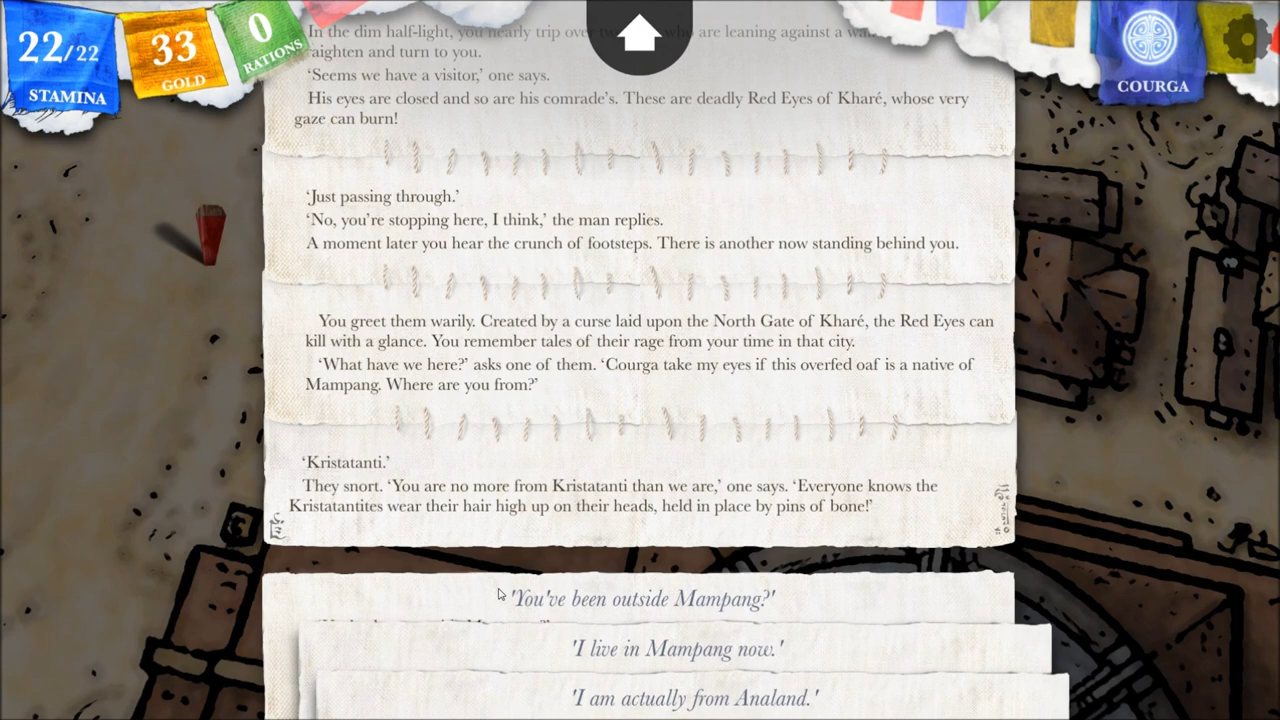 22/22
STAMINA
33
GOLD
0
RATIONS
COURGA
In the dim half-light, you nearly trip over who are leaning against a
aighten and turn to you.
‘Seems we have a visitor,’ one says.
His eyes are closed and so are his comrade’s. These are deadly Red Eyes of Kharé, whose very
gaze can burn!
‘Just passing through.’
‘No, you’re stopping here, I think,’ the man replies.
A moment later you hear the crunch of footsteps. There is another now standing behind you.
You greet them warily. Created by a curse laid upon the North Gate of Kharé, the Red Eyes can
kill with a glance. You remember tales of their rage from your time in that city.
‘What have we here?’ asks one of them. ‘Courga take my eyes if this overfed oaf is a native of
Mampang. Where are you from?’
‘Kristatanti.’
They snort. ‘You are no more from Kristatanti than we are,’ one says. ‘Everyone knows the
Kristatantites wear their hair high up on their heads, held in place by pins of bone!’
'You've been outside Mampang?'
'I live in Mampang now.'
'I am actually from Analand.'